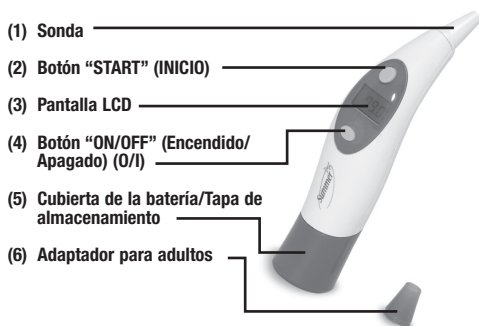 (1) Sonda
(2) Botón “START” (INICIO)
(3) Pantalla LCD
(4) Botón “ON/OFF” (Encendido/
Apagado) (O/I)
(5) Cubierta de la batería/Tapa de
almacenamiento
(6) Adaptador para adultos
Summer